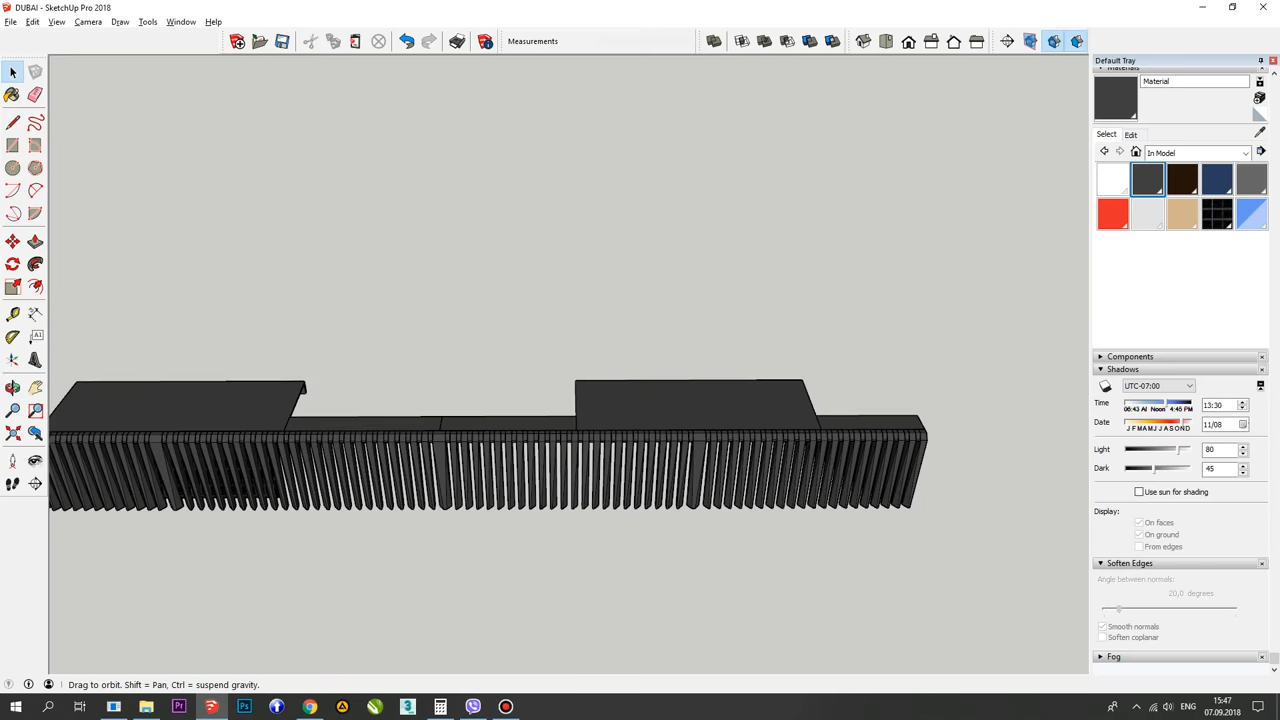 DUBAI - SketchUp Pro 2018
File Edit View Camera Draw Tools Window Help
Measurements
Default Tray
Materials
Material
Select Edit
In Model
Components
Shadows
UTC-07:00
Time 06:43 AM Noon 4:45 PM 13:30
Date J F M A M J J A S O N D 11/08
Light 80
Dark 45
Use sun for shading
Display:
On faces
On ground
From edges
Soften Edges
Angle between normals:
20,0 degrees
Smooth normals
Soften coplanar
Fog
Drag to orbit. Shift = Pan, Ctrl = suspend gravity.
ENG
15:47
07.09.2018